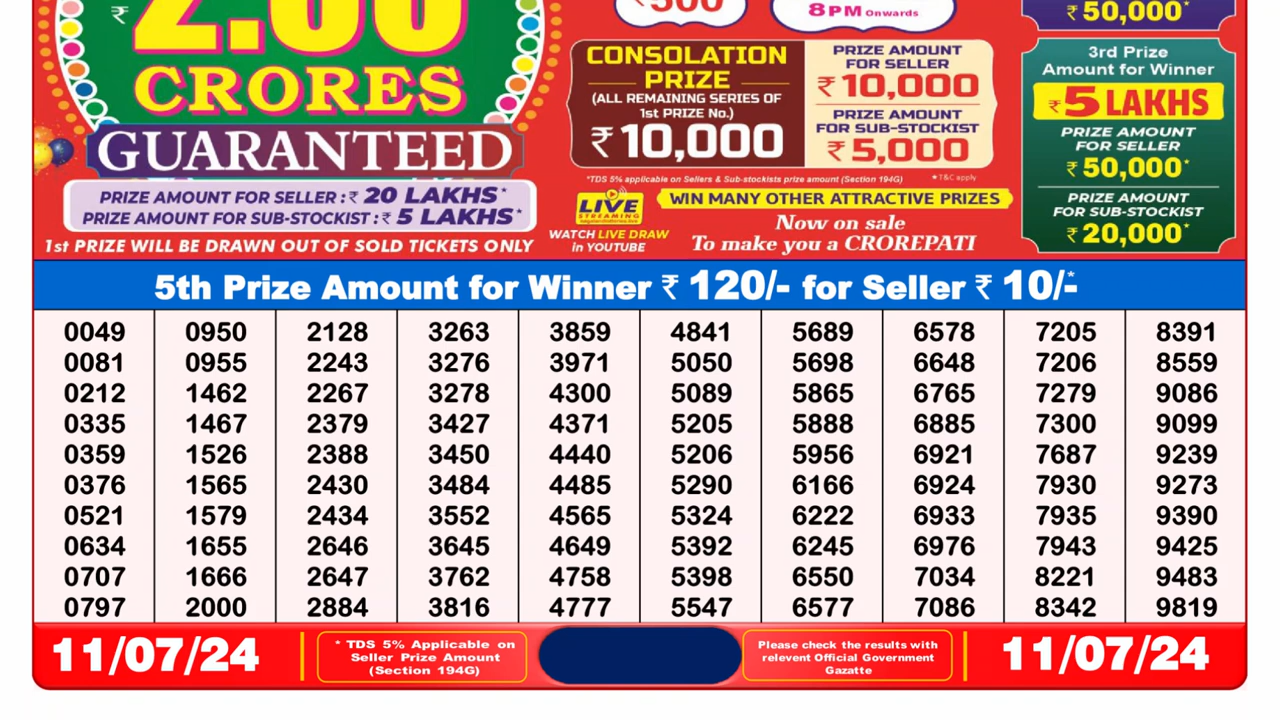 ₹
CRORES
GUARANTEED
PRIZE AMOUNT FOR SELLER : ₹ 20 LAKHS*
PRIZE AMOUNT FOR SUB-STOCKIST : ₹ 5 LAKHS*
1st PRIZE WILL BE DRAWN OUT OF SOLD TICKETS ONLY
₹500
8PM Onwards
CONSOLATION
PRIZE
(ALL REMAINING SERIES OF
1st PRIZE No.)
₹ 10,000
PRIZE AMOUNT
FOR SELLER
₹ 10,000
PRIZE AMOUNT
FOR SUB-STOCKIST
₹ 5,000
*TDS 5% applicable on Sellers & Sub-stockists prize amount (Section 194G)
*T&C apply
LIVE
STREAMING
WATCH LIVE DRAW
in YOUTUBE
WIN MANY OTHER ATTRACTIVE PRIZES
Now on sale
To make you a CROREPATI
₹ 50,000*
3rd Prize
Amount for Winner
₹ 5 LAKHS
PRIZE AMOUNT
FOR SELLER
₹ 50,000*
PRIZE AMOUNT
FOR SUB-STOCKIST
₹ 20,000*
5th Prize Amount for Winner ₹ 120/- for Seller ₹ 10/-*
0049 0950 2128 3263 3859 4841 5689 6578 7205 8391
0081 0955 2243 3276 3971 5050 5698 6648 7206 8559
0212 1462 2267 3278 4300 5089 5865 6765 7279 9086
0335 1467 2379 3427 4371 5205 5888 6885 7300 9099
0359 1526 2388 3450 4440 5206 5956 6921 7687 9239
0376 1565 2430 3484 4485 5290 6166 6924 7930 9273
0521 1579 2434 3552 4565 5324 6222 6933 7935 9390
0634 1655 2646 3645 4649 5392 6245 6976 7943 9425
0707 1666 2647 3762 4758 5398 6550 7034 8221 9483
0797 2000 2884 3816 4777 5547 6577 7086 8342 9819
11/07/24
* TDS 5% Applicable on
Seller Prize Amount
(Section 194G)
Please check the results with
relevent Official Government
Gazatte
11/07/24